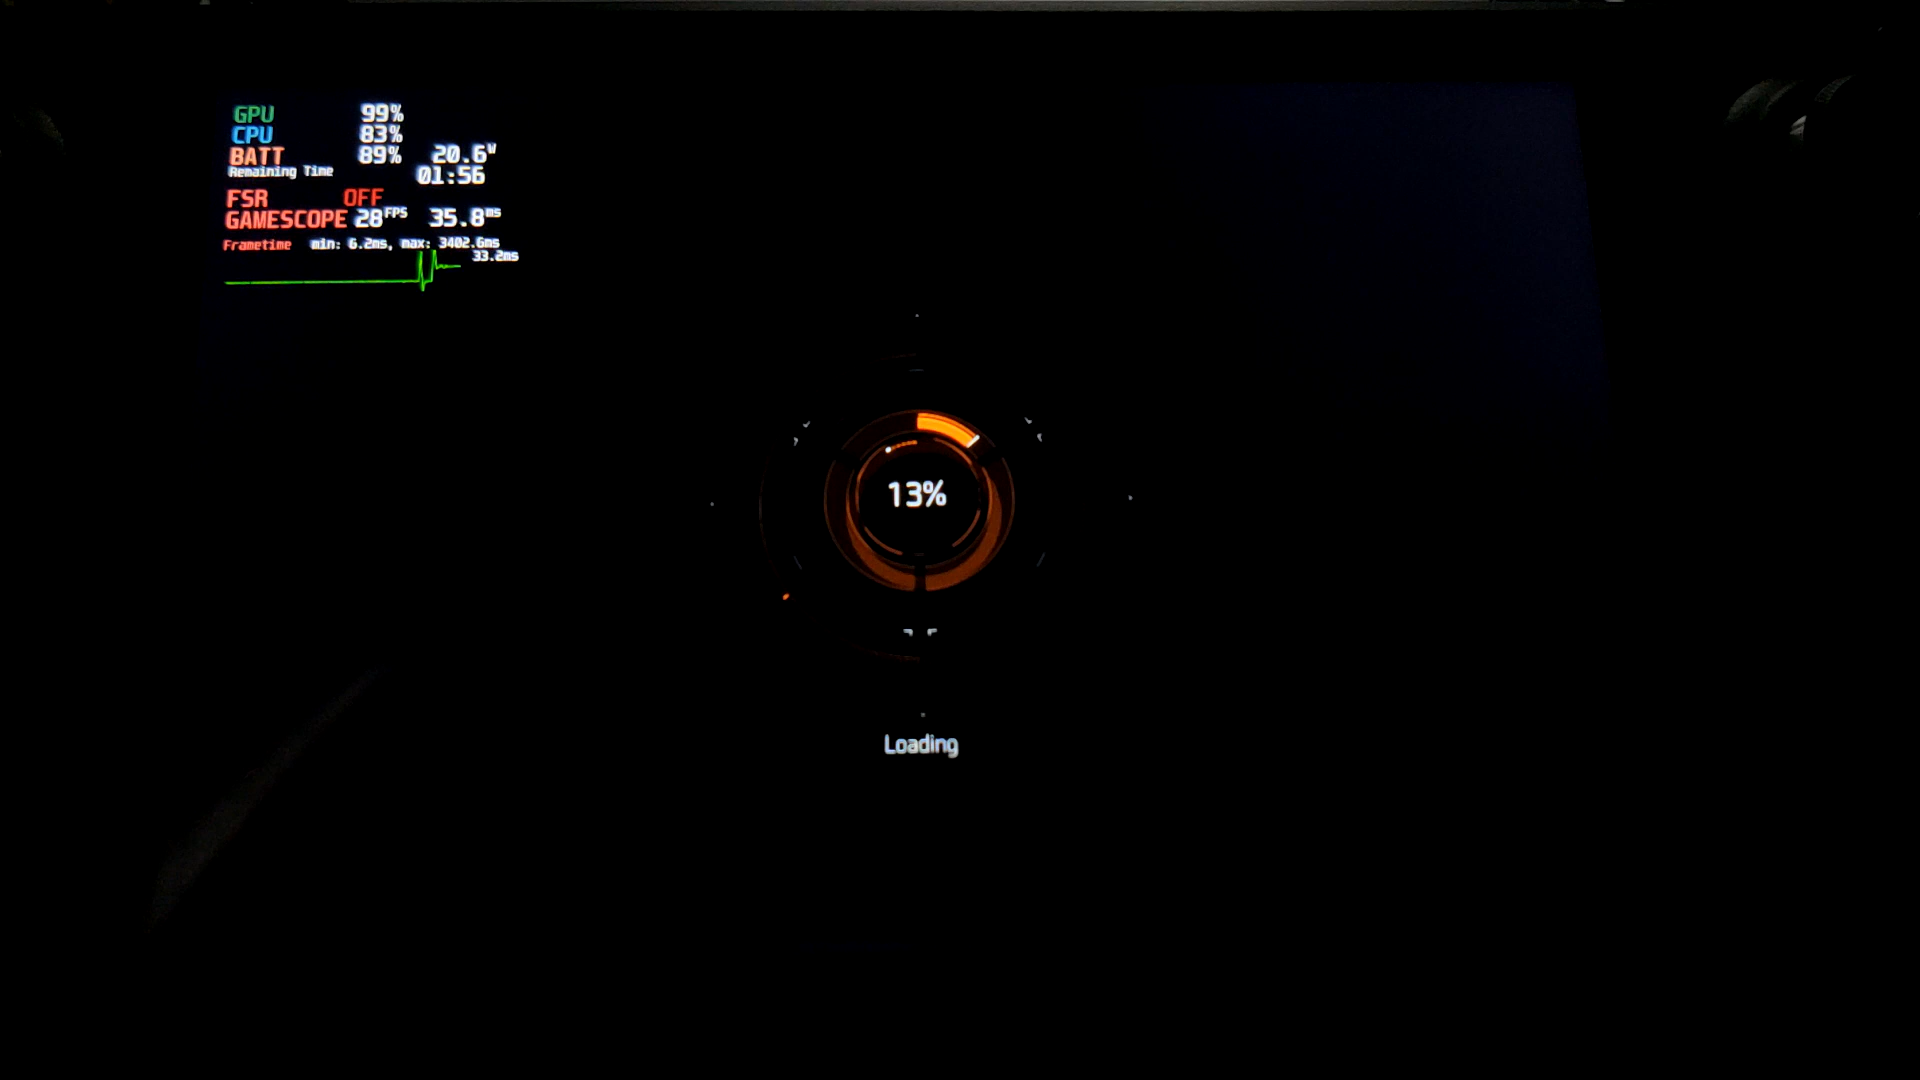 GPU 99%
CPU 83%
BATT 89% 20.6W
Remaining Time 01:56
FSR OFF
GAMESCOPE 28FPS 35.8ms
Frametime min: 6.2ms, max: 3402.6ms
33.2ms
13%
Loading